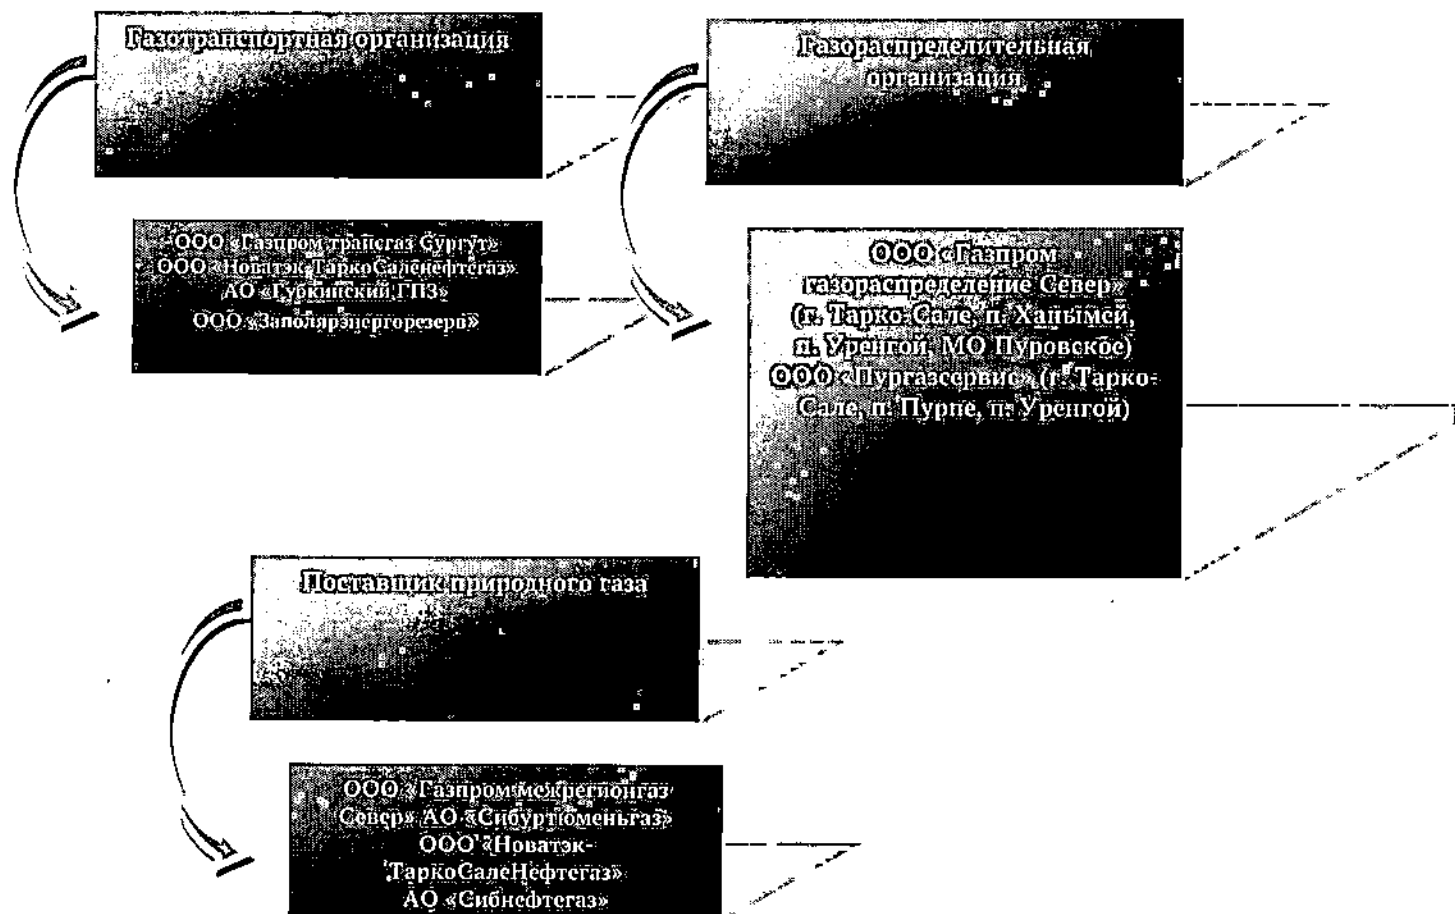 Газотранспортная организация
ООО «Газпром трансгаз Сургут»
ООО «Новатэк-ТаркоСаленефтегаз»
АО «Губкинский ГПЗ»
ООО «Заполярэнергорезерв»
Газораспределительная
организация
ООО «Газпром
газораспределение Север»
(г. Тарко-Сале, п. Ханымей,
п. Уренгой, МО Пуровское)
ООО «Пургазсервис» (г. Тарко-
Сале, п. Пурпе, п. Уренгой)
Поставщик природного газа
ООО «Газпром межрегионгаз
Север» АО «Сибуртюменьгаз»
ООО «Новатэк-
ТаркоСалеНефтегаз»
АО «Сибнефтегаз»